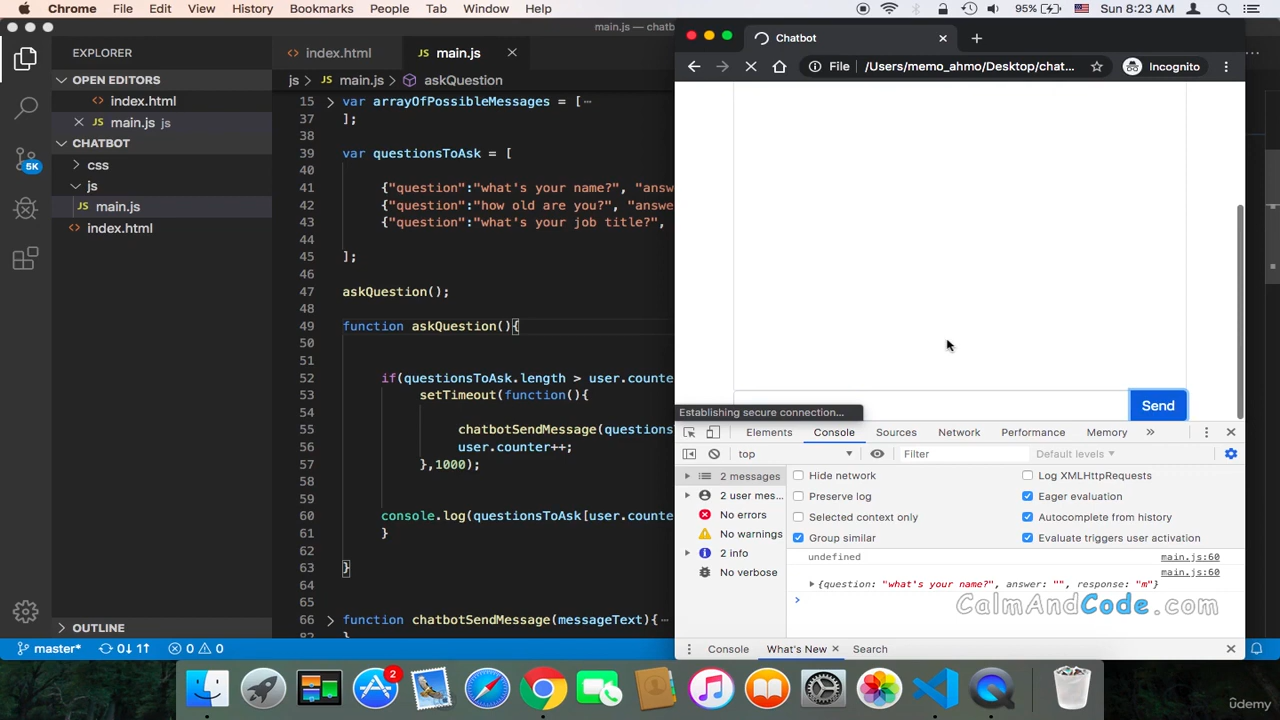 Chrome File Edit View History Bookmarks People Tab Window Help 95% Sun 8:23 AM
main.js — chatb
EXPLORER
OPEN EDITORS
index.html
main.js js
CHATBOT
css
js
main.js
index.html
OUTLINE
index.html main.js
js > main.js > askQuestion
15 var arrayOfPossibleMessages = [
37 ];
38
39 var questionsToAsk = [
40
41 {"question":"what's your name?", "answ
42 {"question":"how old are you?", "answe
43 {"question":"what's your job title?",
44
45 ];
46
47 askQuestion();
48
49 function askQuestion(){
50
51
52 if(questionsToAsk.length > user.counte
53 setTimeout(function(){
54
55 chatbotSendMessage(questions
56 user.counter++;
57 },1000);
58
59
60 console.log(questionsToAsk[user.counte
61 }
62
63 }
64
65
66 function chatbotSendMessage(messageText){
82 }
5K
master* 0↓ 1↑ 0 0
Chatbot
File /Users/memo_ahmo/Desktop/chat... Incognito
Send
Establishing secure connection...
Elements Console Sources Network Performance Memory »
top Filter Default levels
2 messages
2 user mes...
No errors
No warnings
2 info
No verbose
Hide network Log XMLHttpRequests
Preserve log Eager evaluation
Selected context only Autocomplete from history
Group similar Evaluate triggers user activation
undefined main.js:60
main.js:60
{question: "what's your name?", answer: "", response: "m"}
CalmAndCode.com
Console What's New Search
2
ûdemy